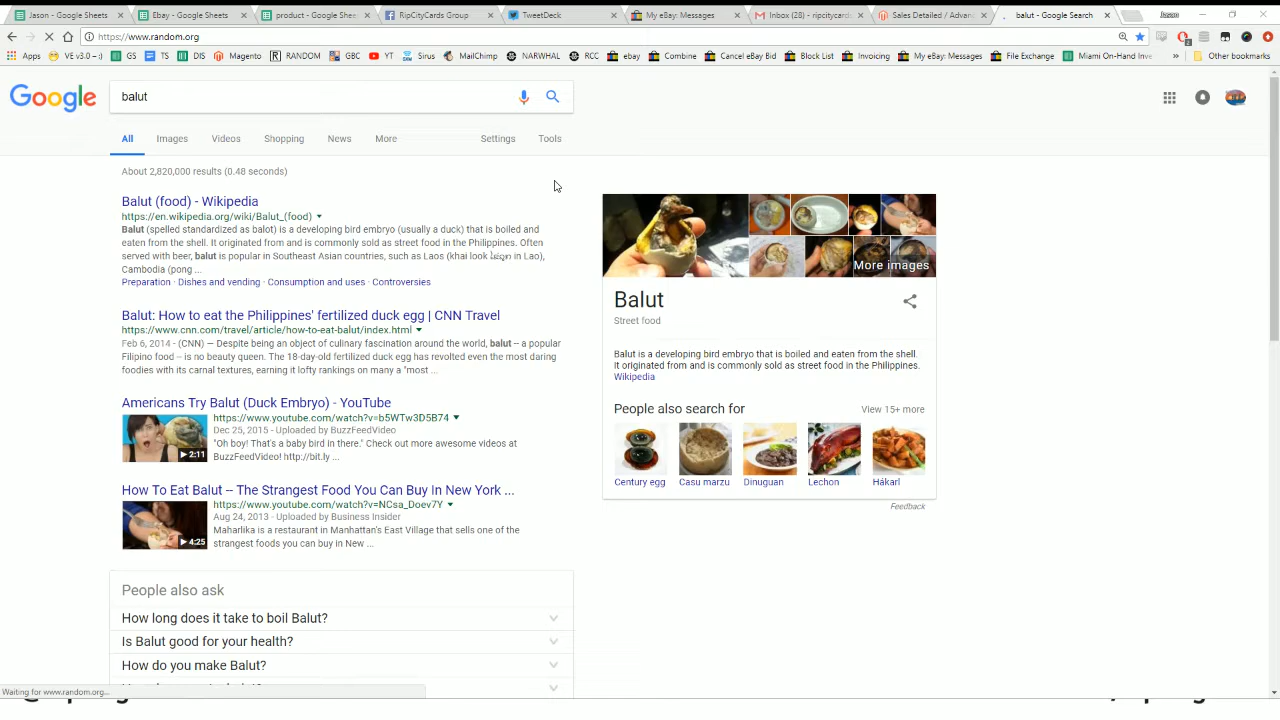 Jason - Google Sheets
Ebay - Google Sheets
product - Google Shee
RipCityCards Group
TweetDeck
My eBay: Messages
Inbox (28) - ripcitycard
Sales Detailed / Advan
balut - Google Search
Jason
https://www.random.org
Apps
VE v3.0 --
GS
TS
DIS
Magento
RANDOM
GBC
YT
Sirus
MailChimp
NARWHAL
RCC
ebay
Combine
Cancel eBay Bid
Block List
Invoicing
My eBay: Messages
File Exchange
Miami On-Hand Inve
»
Other bookmarks
Google
balut
All
Images
Videos
Shopping
News
More
Settings
Tools
About 2,820,000 results (0.48 seconds)
Balut (food) - Wikipedia
https://en.wikipedia.org/wiki/Balut_(food)
Balut (spelled standardized as balot) is a developing bird embryo (usually a duck) that is boiled and
eaten from the shell. It originated from and is commonly sold as street food in the Philippines. Often
served with beer, balut is popular in Southeast Asian countries, such as Laos (khai look in Lao),
Cambodia (pong ...
Preparation · Dishes and vending · Consumption and uses · Controversies
Balut: How to eat the Philippines' fertilized duck egg | CNN Travel
https://www.cnn.com/travel/article/how-to-eat-balut/index.html
Feb 6, 2014 - (CNN) — Despite being an object of culinary fascination around the world, balut -- a popular
Filipino food -- is no beauty queen. The 18-day-old fertilized duck egg has revolted even the most daring
foodies with its carnal textures, earning it lofty rankings on many a "most ...
Americans Try Balut (Duck Embryo) - YouTube
https://www.youtube.com/watch?v=b5WTw3D5B74
Dec 25, 2015 - Uploaded by BuzzFeedVideo
"Oh boy! That's a baby bird in there." Check out more awesome videos at
BuzzFeedVideo! http://bit.ly ...
2:11
How To Eat Balut -- The Strangest Food You Can Buy In New York ...
https://www.youtube.com/watch?v=NCsa_Doev7Y
Aug 24, 2013 - Uploaded by Business Insider
Maharlika is a restaurant in Manhattan's East Village that sells one of the
strangest foods you can buy in New ...
4:25
People also ask
How long does it take to boil Balut?
Is Balut good for your health?
How do you make Balut?
More images
Balut
Street food
Balut is a developing bird embryo that is boiled and eaten from the shell.
It originated from and is commonly sold as street food in the Philippines.
Wikipedia
People also search for
View 15+ more
Century egg
Casu marzu
Dinuguan
Lechon
Hákarl
Feedback
Waiting for www.random.org...